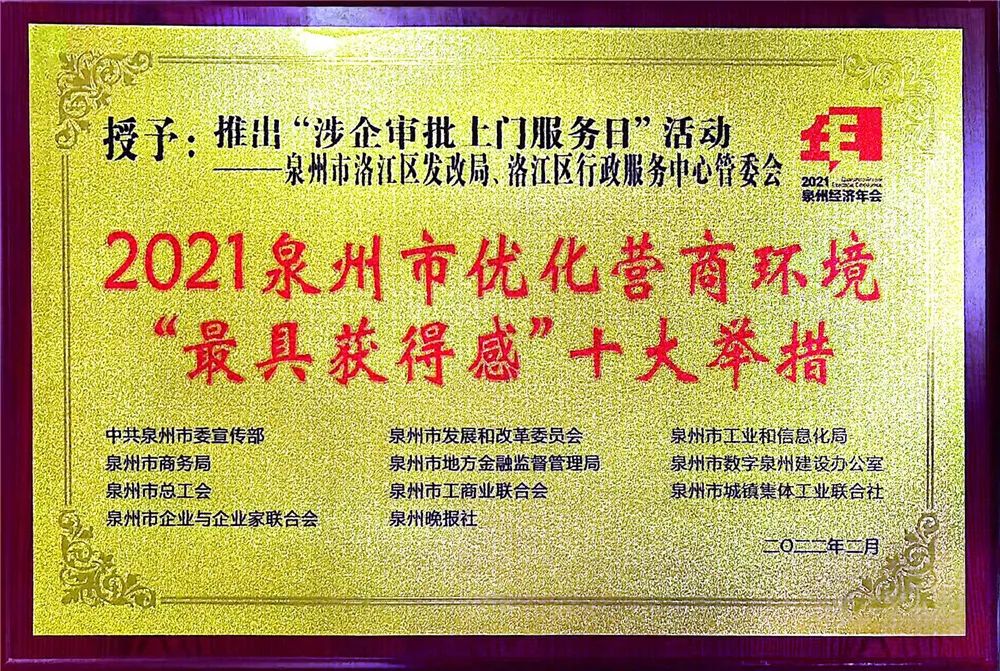 授予：推出“涉企审批上门服务日”活动
——泉州市洛江区发改局、洛江区行政服务中心管委会
2021
泉州经济年会
2021泉州市优化营商环境
“最具获得感”十大举措
中共泉州市委宣传部 泉州市发展和改革委员会 泉州市工业和信息化局
泉州市商务局 泉州市地方金融监督管理局 泉州市数字泉州建设办公室
泉州市总工会 泉州市工商业联合会 泉州市城镇集体工业联合社
泉州市企业与企业家联合会 泉州晚报社
二〇二二年二月